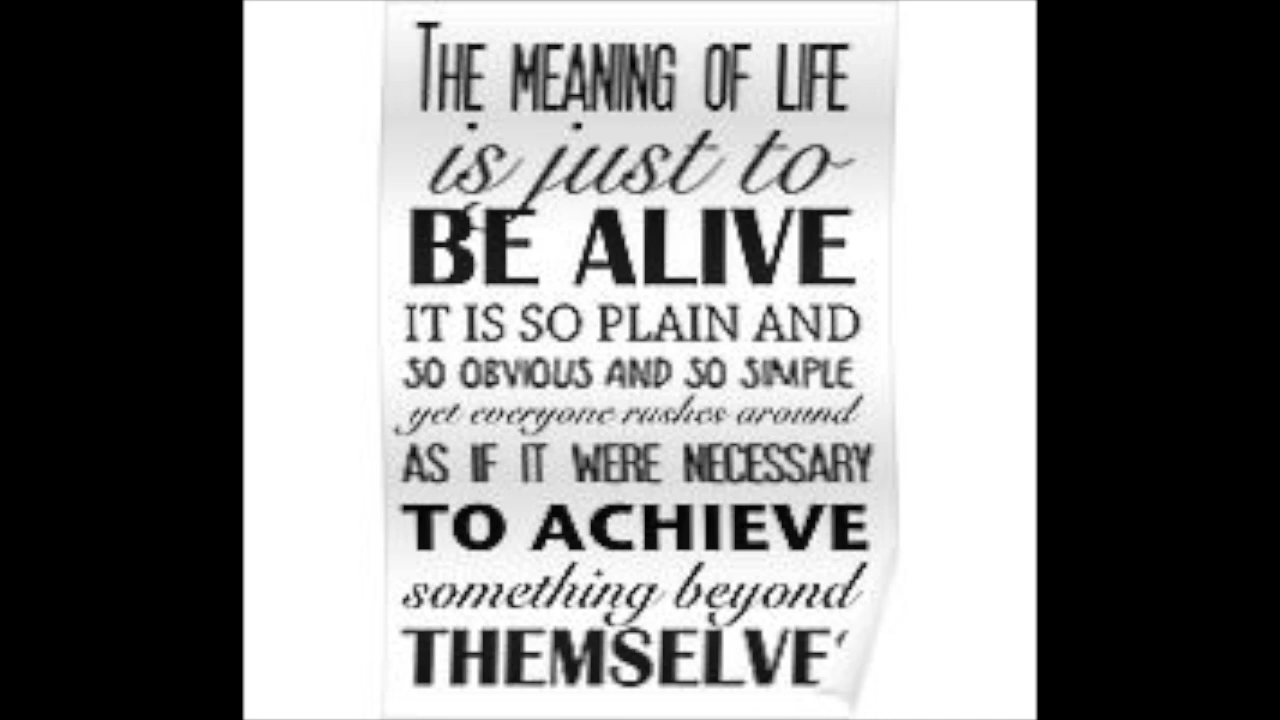 THE MEANING OF LIFE
is just to
BE ALIVE
IT IS SO PLAIN AND
SO OBVIOUS AND SO SIMPLE
yet everyone rushes around
AS IF IT WERE NECESSARY
TO ACHIEVE
something beyond
THEMSELVE